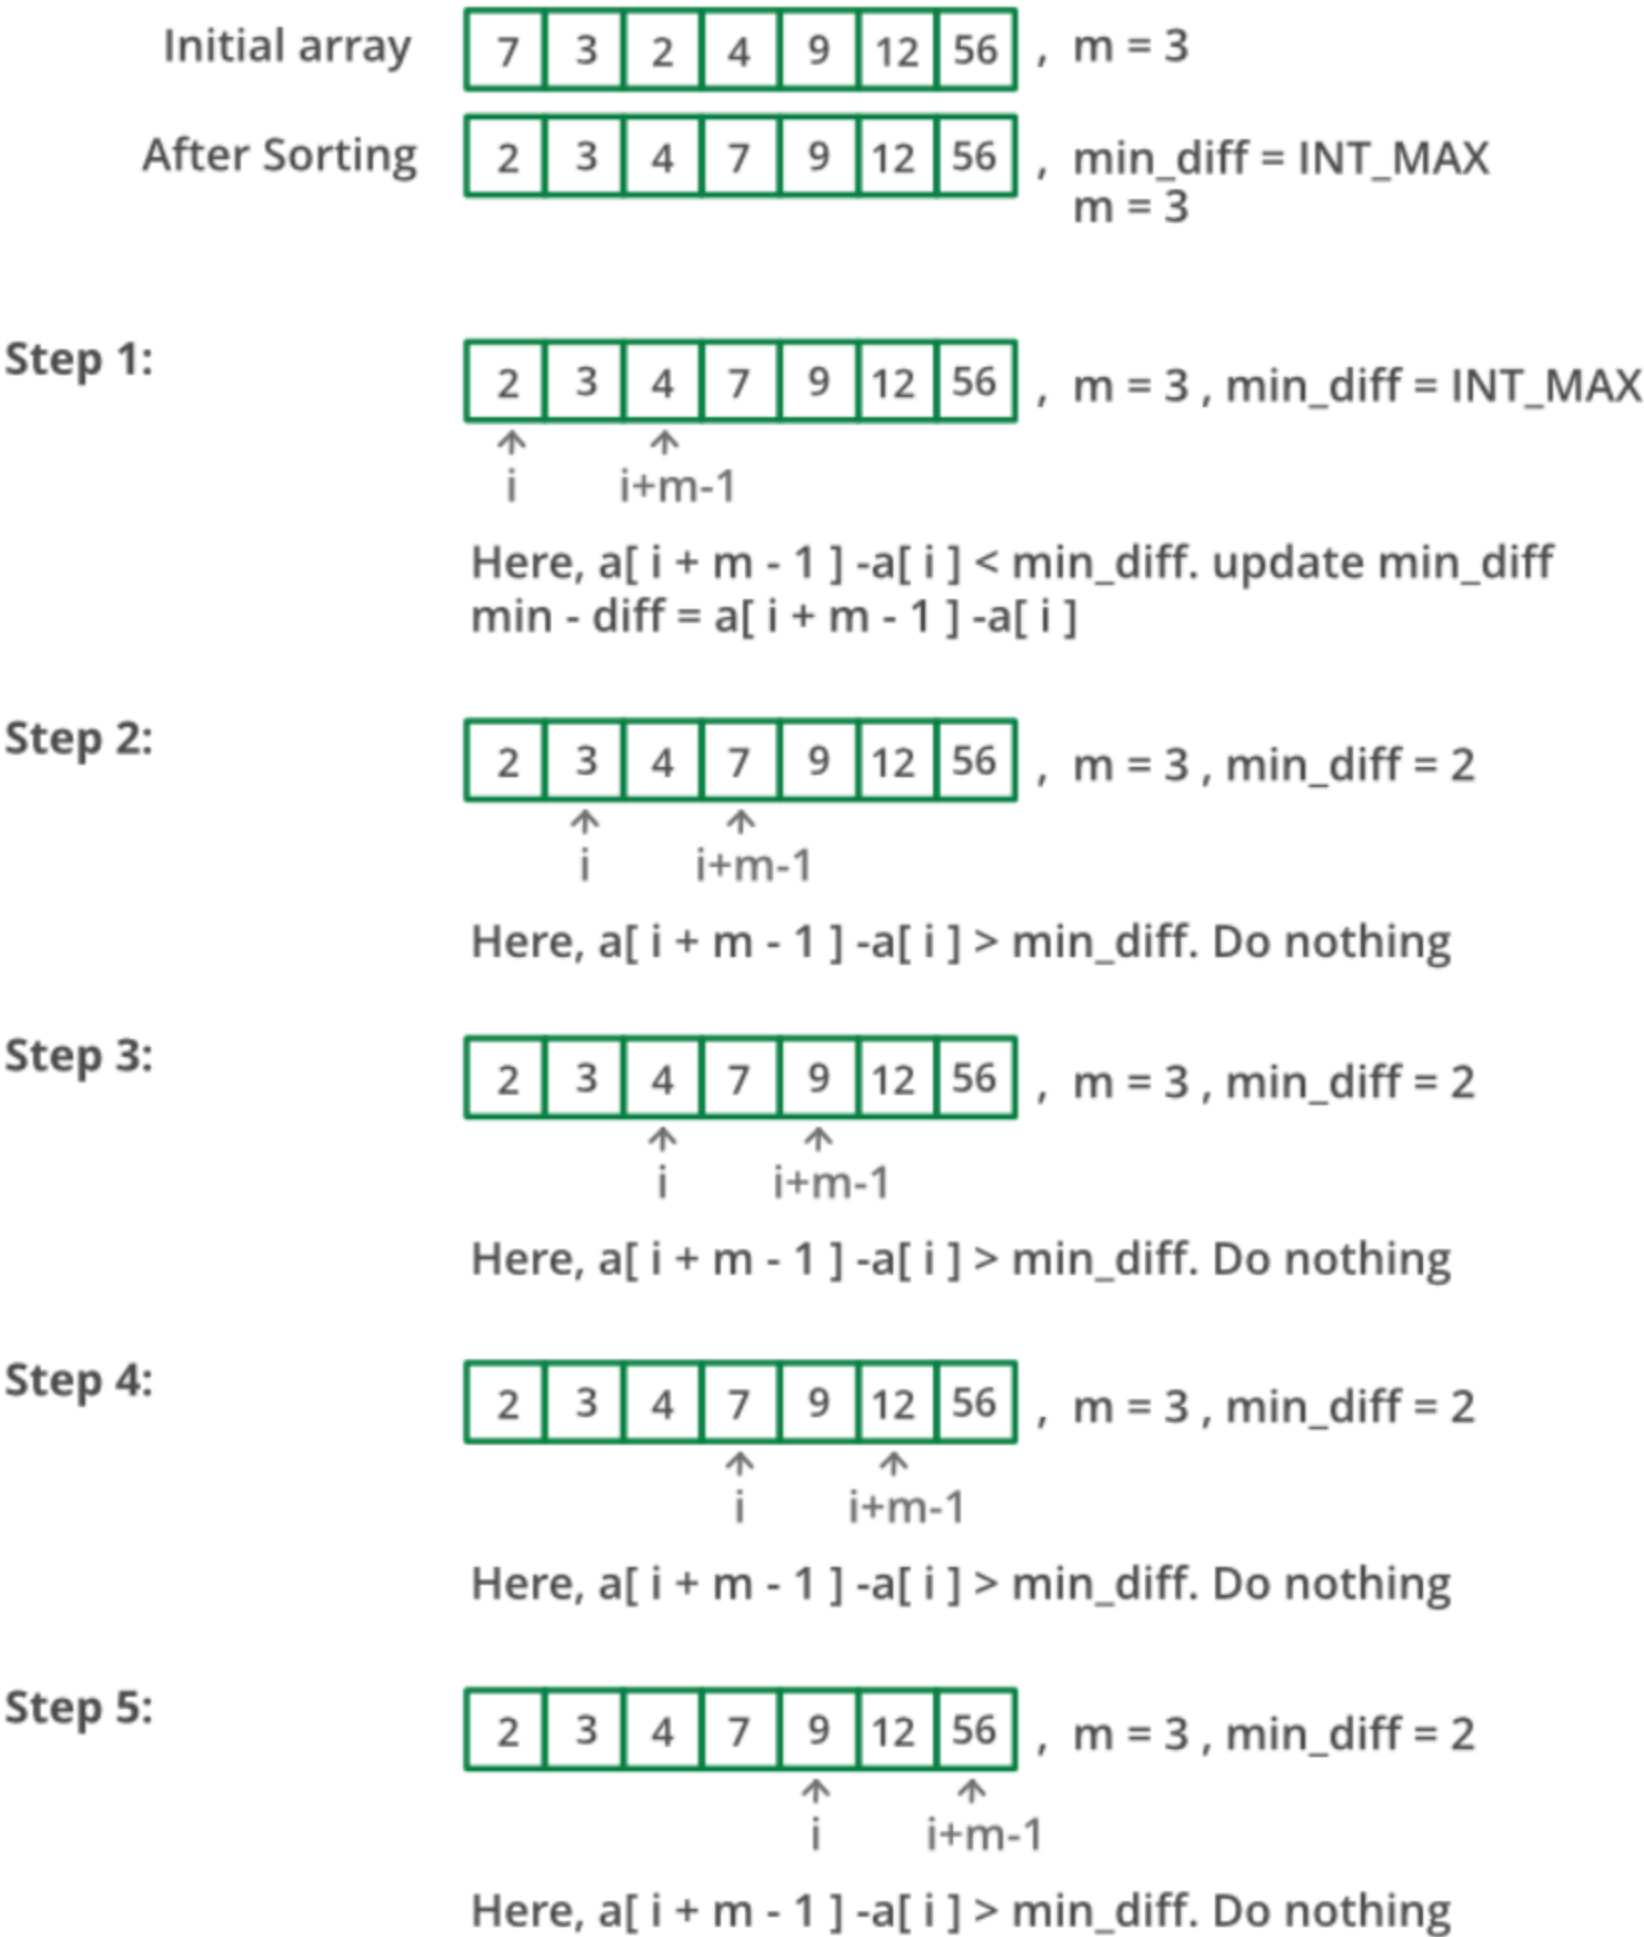 Initial array 7 3 2 4 9 12 56 , m = 3
After Sorting 2 3 4 7 9 12 56 , min_diff = INT_MAX
m = 3
Step 1: 2 3 4 7 9 12 56 , m = 3 , min_diff = INT_MAX
i i+m-1
Here, a[ i + m - 1 ] -a[ i ] < min_diff. update min_diff
min - diff = a[ i + m - 1 ] -a[ i ]
Step 2: 2 3 4 7 9 12 56 , m = 3 , min_diff = 2
i i+m-1
Here, a[ i + m - 1 ] -a[ i ] > min_diff. Do nothing
Step 3: 2 3 4 7 9 12 56 , m = 3 , min_diff = 2
i i+m-1
Here, a[ i + m - 1 ] -a[ i ] > min_diff. Do nothing
Step 4: 2 3 4 7 9 12 56 , m = 3 , min_diff = 2
i i+m-1
Here, a[ i + m - 1 ] -a[ i ] > min_diff. Do nothing
Step 5: 2 3 4 7 9 12 56 , m = 3 , min_diff = 2
i i+m-1
Here, a[ i + m - 1 ] -a[ i ] > min_diff. Do nothing